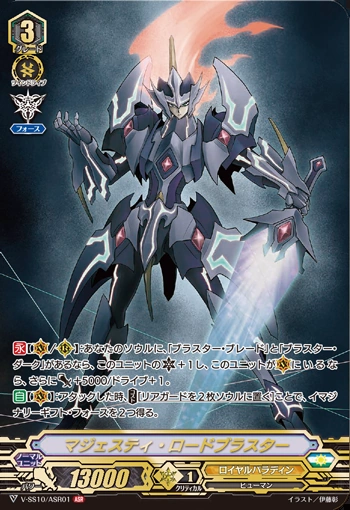 3
グレード
ツインドライブ
フォース
永【(V)/(R)】:あなたのソウルに、「ブラスター・ブレード」と「ブラスター・
ダーク」があるなら、このユニットの☆+1し、このユニットが(V)にいるな
ら、さらに+5000/ドライブ+1。
自【(V)】:アタックした時、【リアガードを2枚ソウルに置く】ことで、イマジ
ナリーギフト・フォースを2つ得る。
マジェスティ・ロードブラスター
ノーマル
ユニット
パワー
13000
1
クリティカル
ロイヤルパラディン
ヒューマン
V-SS10/ASR01 ASR
イラスト/伊藤彰